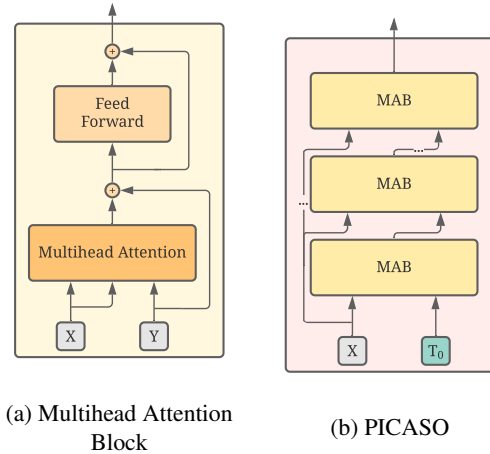 +
Feed
Forward
+
Multihead Attention
X Y
(a) Multihead Attention
Block
MAB
...
MAB
...
MAB
X T₀
(b) PICASO